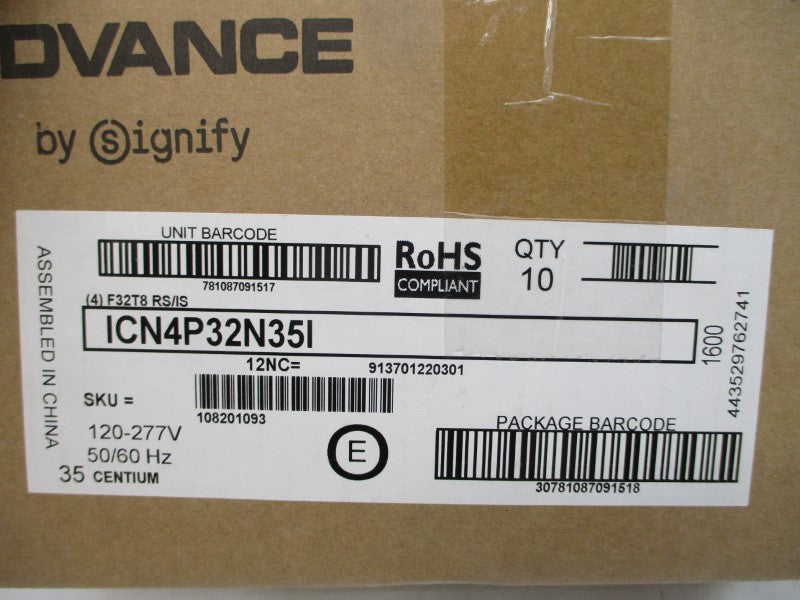 DVANCE
by signify
UNIT BARCODE
781087091517
RoHS
COMPLIANT
QTY
10
(4) F32T8 RS/IS
ICN4P32N35I
12NC= 913701220301
SKU =
108201093
120-277V
50/60 Hz
35 CENTIUM
E
PACKAGE BARCODE
30781087091518
ASSEMBLED IN CHINA
1600
443529762741